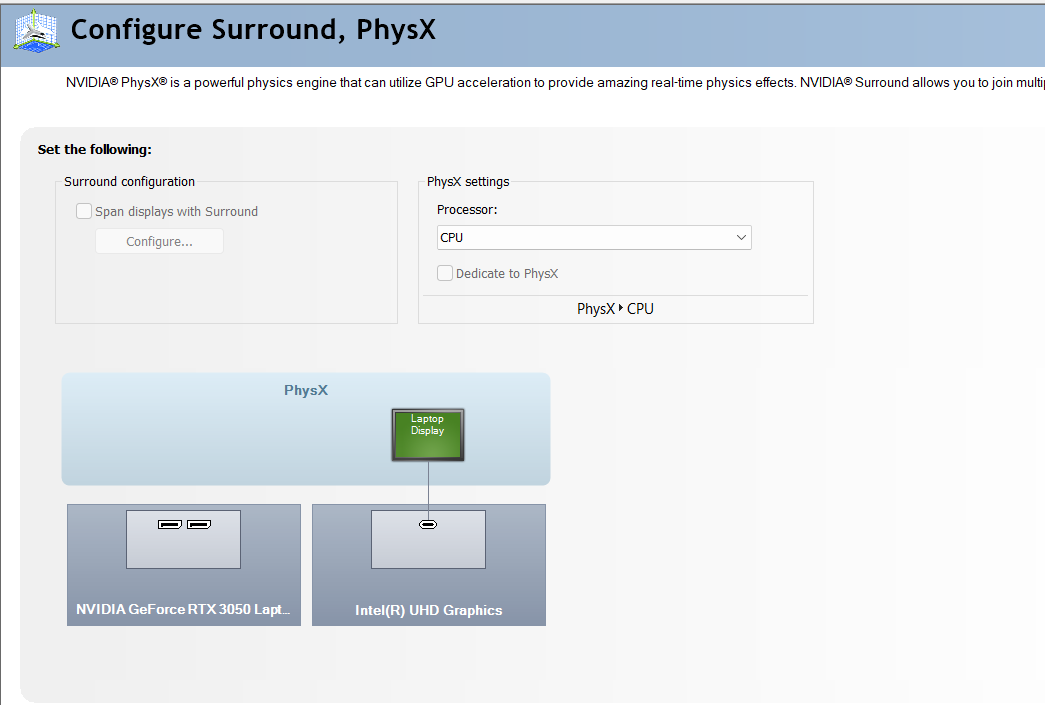 Configure Surround, PhysX
NVIDIA® PhysX® is a powerful physics engine that can utilize GPU acceleration to provide amazing real-time physics effects. NVIDIA® Surround allows you to join multip
Set the following:
Surround configuration
Span displays with Surround
Configure...
PhysX settings
Processor:
CPU
Dedicate to PhysX
PhysX CPU
PhysX
Laptop
Display
NVIDIA GeForce RTX 3050 Lapt...
Intel(R) UHD Graphics